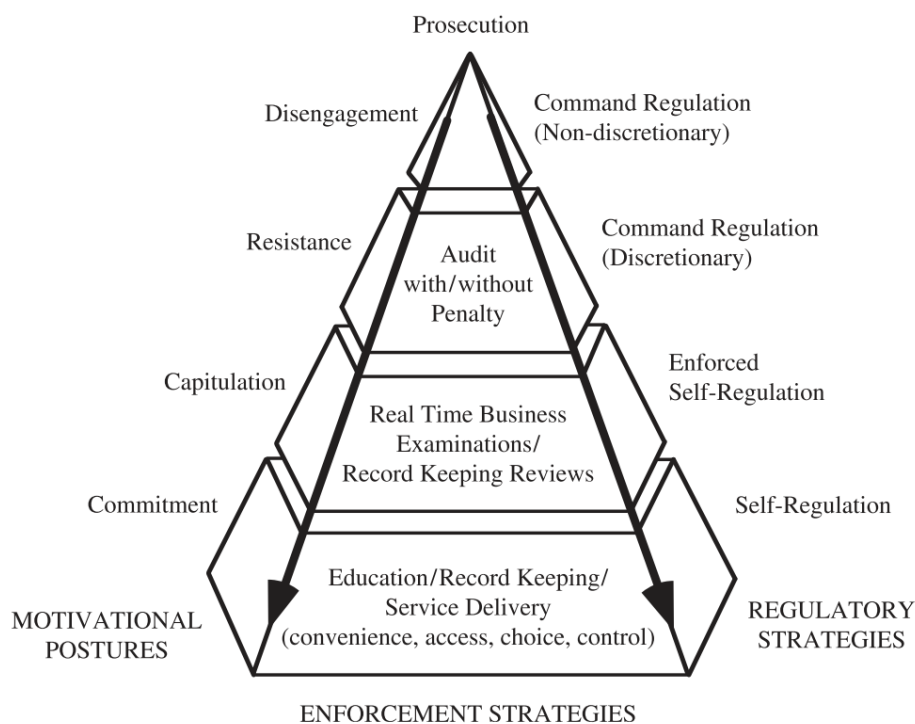 Prosecution
Disengagement
Command Regulation
(Non-discretionary)
Resistance
Audit
with/without
Penalty
Command Regulation
(Discretionary)
Capitulation
Real Time Business
Examinations/
Record Keeping Reviews
Enforced
Self-Regulation
Commitment
Self-Regulation
Education/Record Keeping/
Service Delivery
(convenience, access, choice, control)
MOTIVATIONAL
POSTURES
REGULATORY
STRATEGIES
ENFORCEMENT STRATEGIES